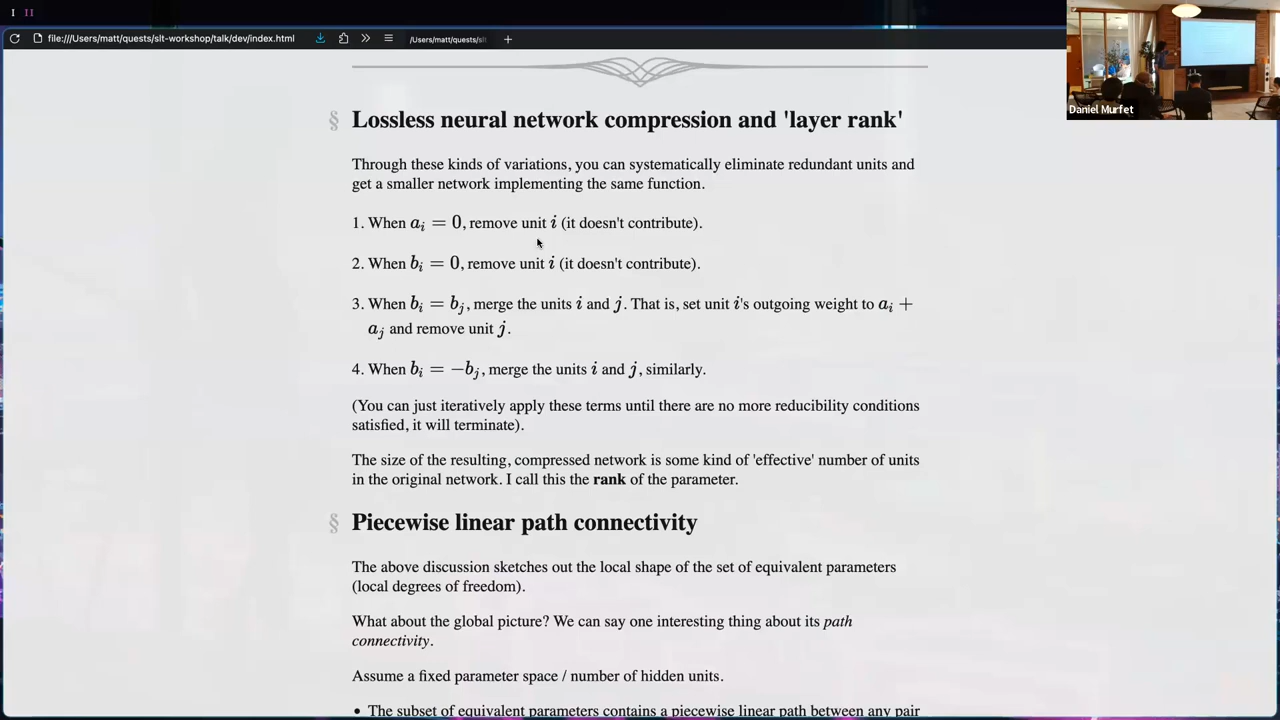 I II
file:///Users/matt/quests/slt-workshop/talk/dev/index.html
/Users/matt/quests/slt
Daniel Murfet
§ Lossless neural network compression and 'layer rank'
Through these kinds of variations, you can systematically eliminate redundant units and
get a smaller network implementing the same function.
1. When a_i = 0, remove unit i (it doesn't contribute).
2. When b_i = 0, remove unit i (it doesn't contribute).
3. When b_i = b_j, merge the units i and j. That is, set unit i's outgoing weight to a_i +
a_j and remove unit j.
4. When b_i = −b_j, merge the units i and j, similarly.
(You can just iteratively apply these terms until there are no more reducibility conditions
satisfied, it will terminate).
The size of the resulting, compressed network is some kind of 'effective' number of units
in the original network. I call this the rank of the parameter.
§ Piecewise linear path connectivity
The above discussion sketches out the local shape of the set of equivalent parameters
(local degrees of freedom).
What about the global picture? We can say one interesting thing about its path
connectivity.
Assume a fixed parameter space / number of hidden units.
• The subset of equivalent parameters contains a piecewise linear path between any pair